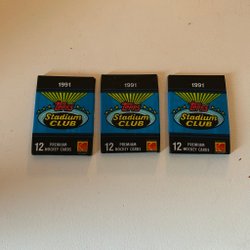 1991
Topps
Stadium
CLUB
12 PREMIUM
HOCKEY CARDS
1991
Topps
Stadium
CLUB
12 PREMIUM
HOCKEY CARDS
1991
Topps
Stadium
CLUB
12 PREMIUM
HOCKEY CARDS